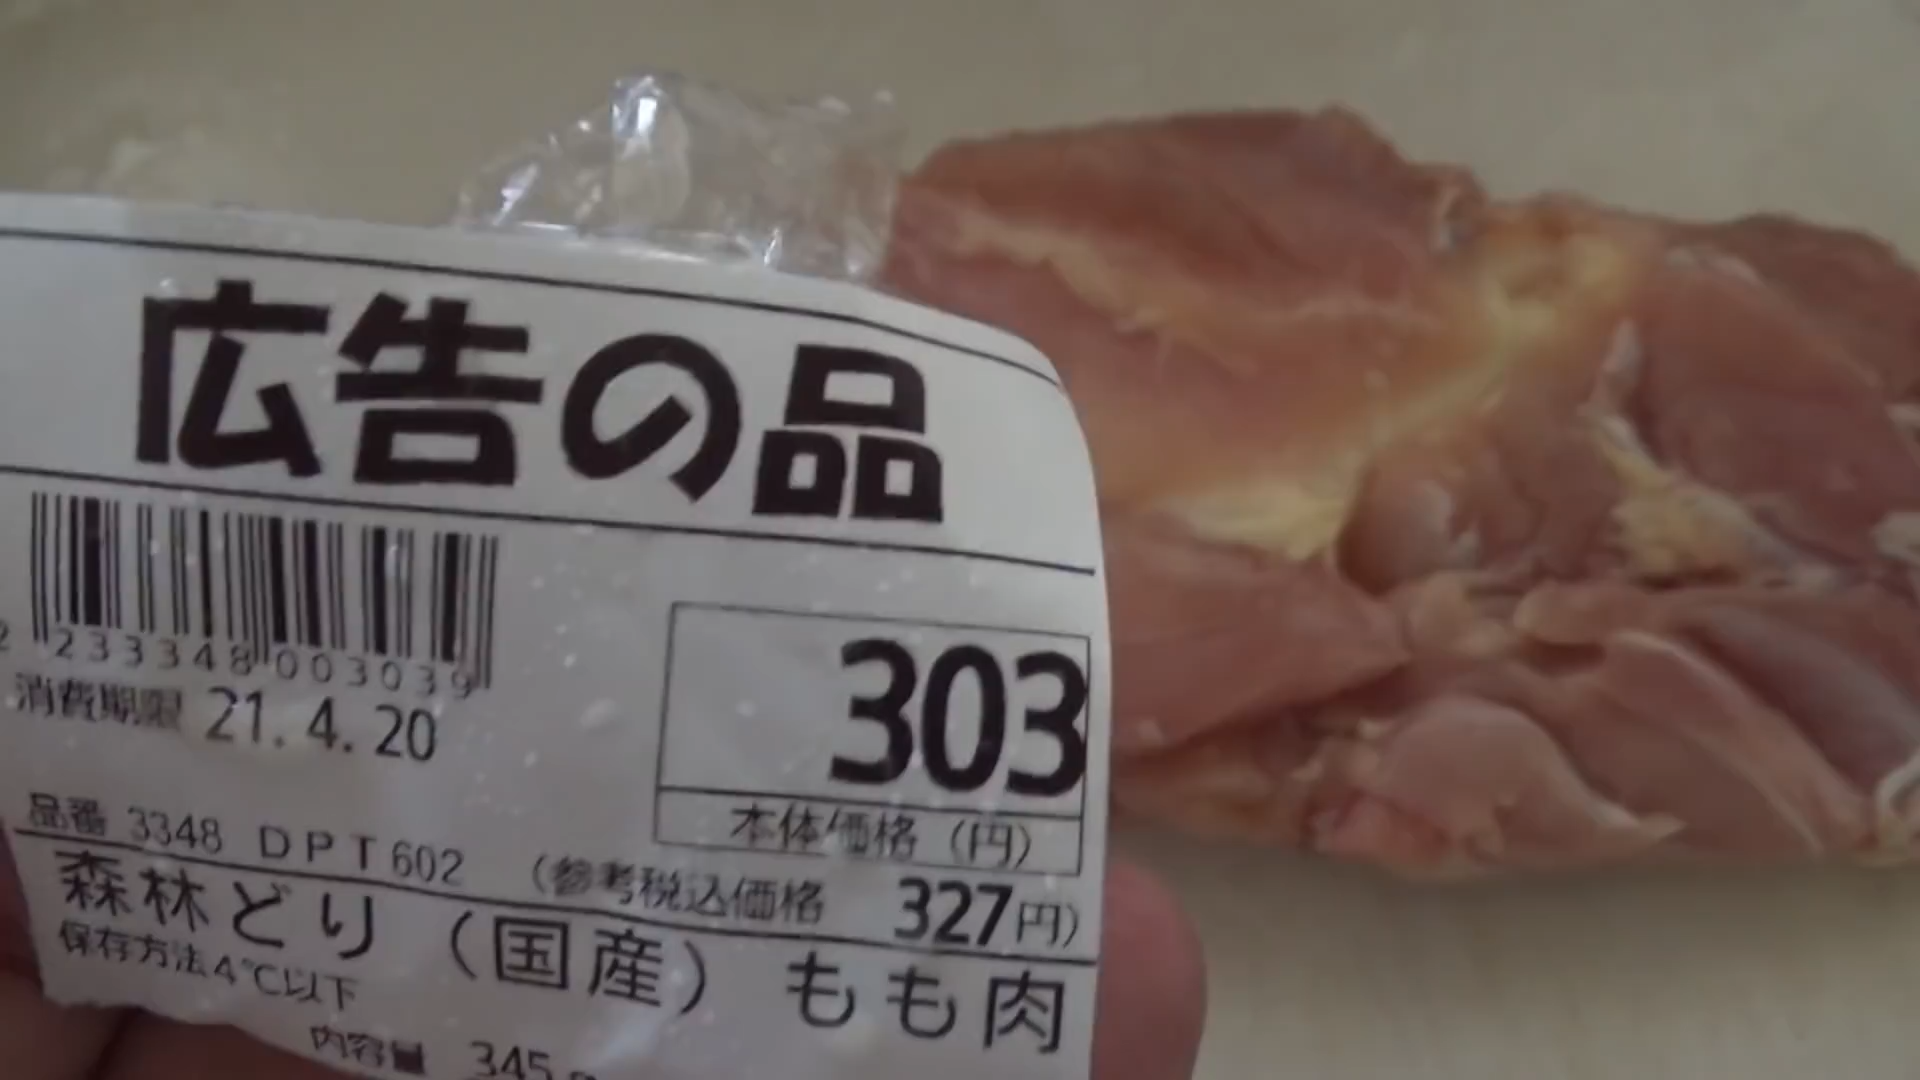 広告の品
2 233348 003039
消費期限 21.4.20
303
本体価格 (円)
品番 3348 DPT602
(参考税込価格 327円)
森林どり(国産)もも肉
保存方法4℃以下
内容量 345g